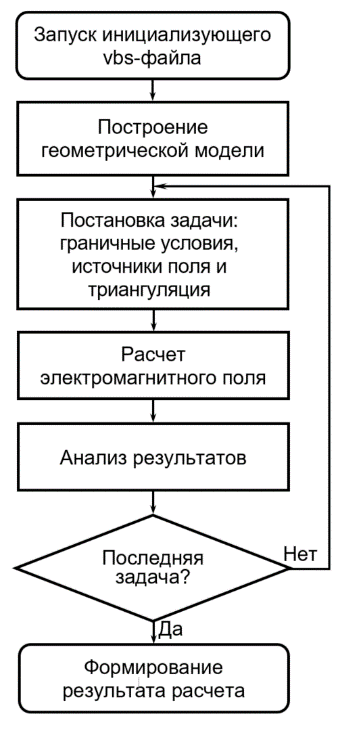 Запуск инициализующего
vbs-файла
Построение
геометрической модели
Постановка задачи:
граничные условия,
источники поля и
триангуляция
Расчет
электромагнитного поля
Анализ результатов
Последняя
задача?
Нет
Да
Формирование
результата расчета